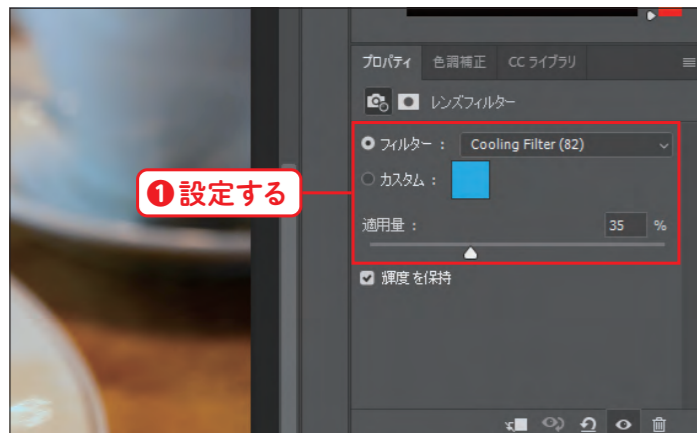 プロパティ 色調補正 CC ライブラリ
レンズフィルター
フィルター： Cooling Filter (82)
カスタム：
❶設定する
適用量： 35 %
輝度を保持